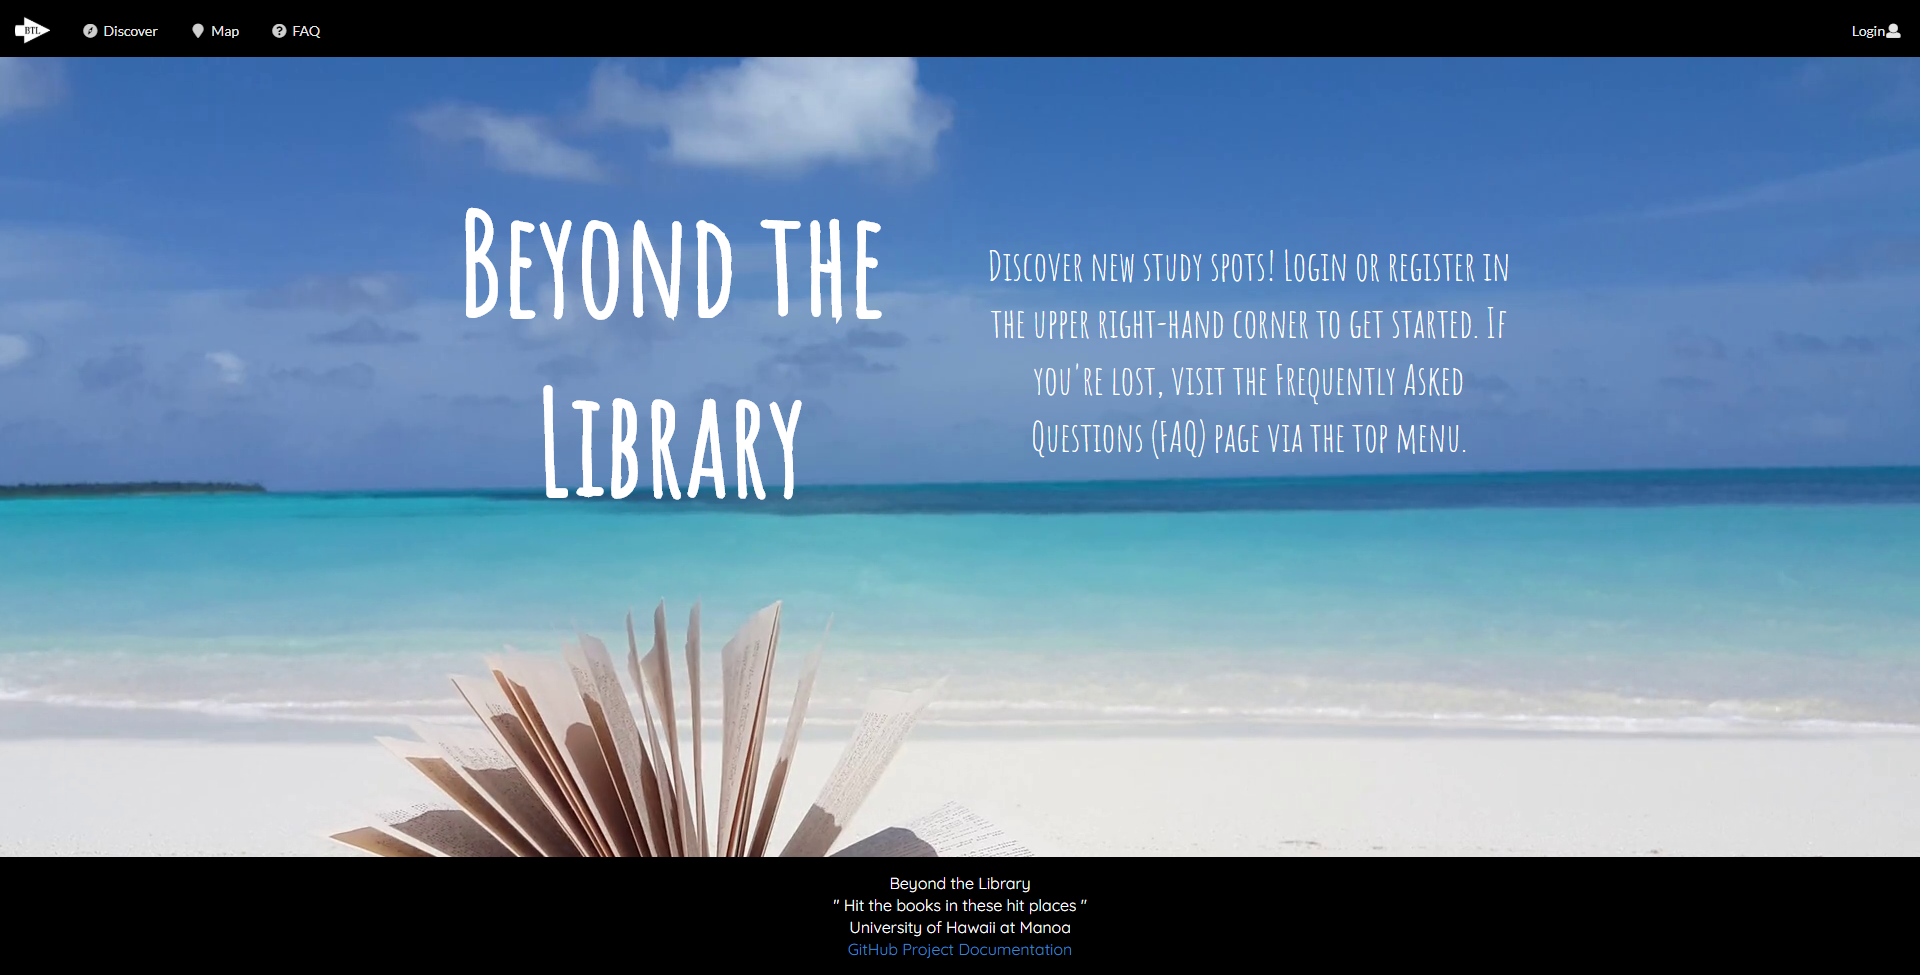 BTL
Discover
Map
FAQ
Login
Beyond the
Library
Discover new study spots! Login or register in
the upper right-hand corner to get started. If
you're lost, visit the Frequently Asked
Questions (FAQ) page via the top menu.
Beyond the Library
" Hit the books in these hit places "
University of Hawaii at Manoa
GitHub Project Documentation